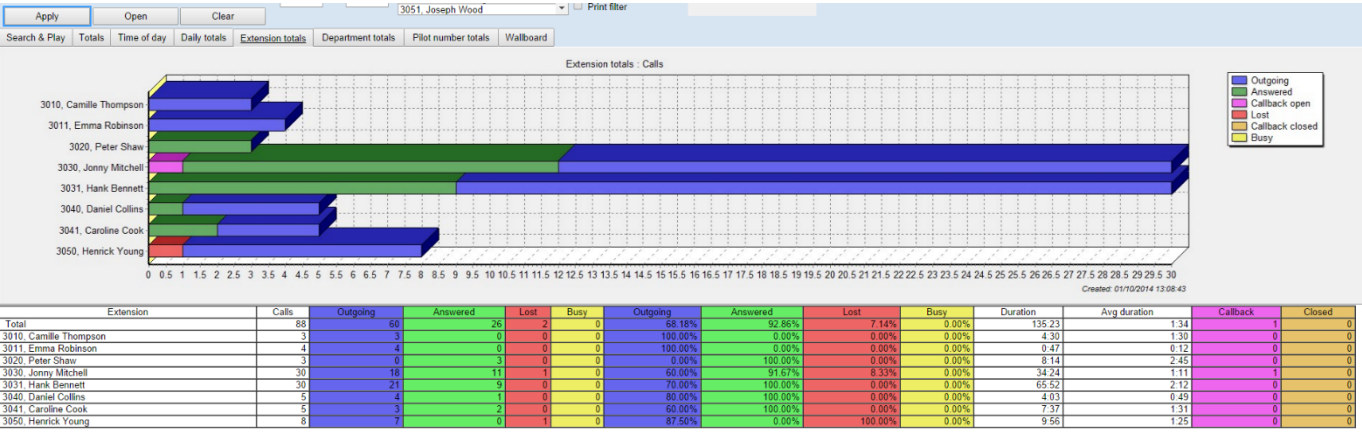 3051, Joseph Wood Print filter
Apply Open Clear
Search & Play Totals Time of day Daily totals Extension totals Department totals Pilot number totals Wallboard
Extension totals : Calls
Outgoing
Answered
Callback open
Lost
Callback closed
Busy
3010, Camille Thompson
3011, Emma Robinson
3020, Peter Shaw
3030, Jonny Mitchell
3031, Hank Bennett
3040, Daniel Collins
3041, Caroline Cook
3050, Henrick Young
0 0.5 1 1.5 2 2.5 3 3.5 4 4.5 5 5.5 6 6.5 7 7.5 8 8.5 9 9.5 10 10.5 11 11.5 12 12.5 13 13.5 14 14.5 15 15.5 16 16.5 17 17.5 18 18.5 19 19.5 20 20.5 21 21.5 22 22.5 23 23.5 24 24.5 25 25.5 26 26.5 27 27.5 28 28.5 29 29.5 30
Created: 01/10/2014 13:08:43
Extension Calls Outgoing Answered Lost Busy Outgoing Answered Lost Busy Duration Avg duration Callback Closed
Total 88 60 26 2 0 68.18% 92.86% 7.14% 0.00% 135:23 1:34 1 0
3010, Camille Thompson 3 3 0 0 0 100.00% 0.00% 0.00% 0.00% 4:30 1:30 0 0
3011, Emma Robinson 4 4 0 0 0 100.00% 0.00% 0.00% 0.00% 0:47 0:12 0 0
3020, Peter Shaw 3 0 3 0 0 0.00% 100.00% 0.00% 0.00% 8:14 2:45 0 0
3030, Jonny Mitchell 30 18 11 1 0 60.00% 91.67% 8.33% 0.00% 34:24 1:11 1 0
3031, Hank Bennett 30 21 9 0 0 70.00% 100.00% 0.00% 0.00% 65:52 2:12 0 0
3040, Daniel Collins 5 4 1 0 0 80.00% 100.00% 0.00% 0.00% 4:03 0:49 0 0
3041, Caroline Cook 5 3 2 0 0 60.00% 100.00% 0.00% 0.00% 7:37 1:31 0 0
3050, Henrick Young 8 7 0 1 0 87.50% 0.00% 100.00% 0.00% 9:56 1:25 0 0